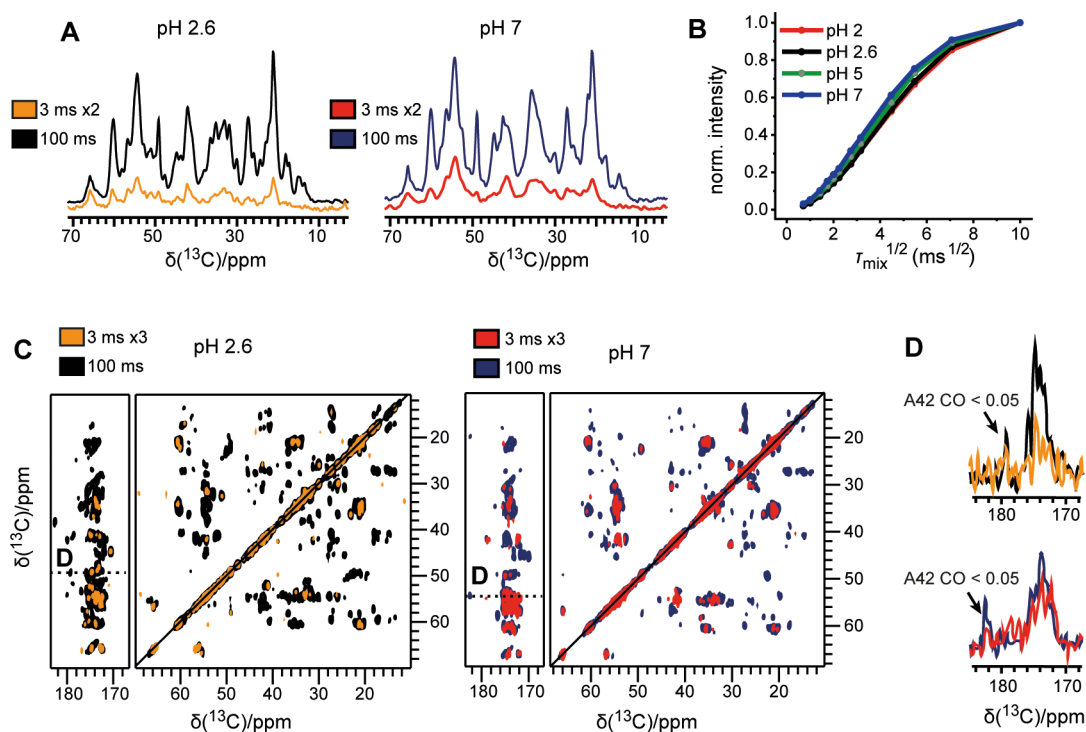 A
pH 2.6
pH 7
3 ms x2
100 ms
3 ms x2
100 ms
70 50 30 10
δ(¹³C)/ppm
70 50 30 10
δ(¹³C)/ppm
B
pH 2
pH 2.6
pH 5
pH 7
norm. intensity
1.0
0.8
0.6
0.4
0.2
0.0
0 2 4 6 8 10
τmix^1/2 (ms^1/2)
C
3 ms x3
100 ms
pH 2.6
D
20
30
40
50
60
δ(¹³C)/ppm
180 170
60 50 40 30 20
δ(¹³C)/ppm
3 ms x3
100 ms
pH 7
D
20
30
40
50
60
180 170
60 50 40 30 20
δ(¹³C)/ppm
D
A42 CO < 0.05
180 170
A42 CO < 0.05
180 170
δ(¹³C)/ppm